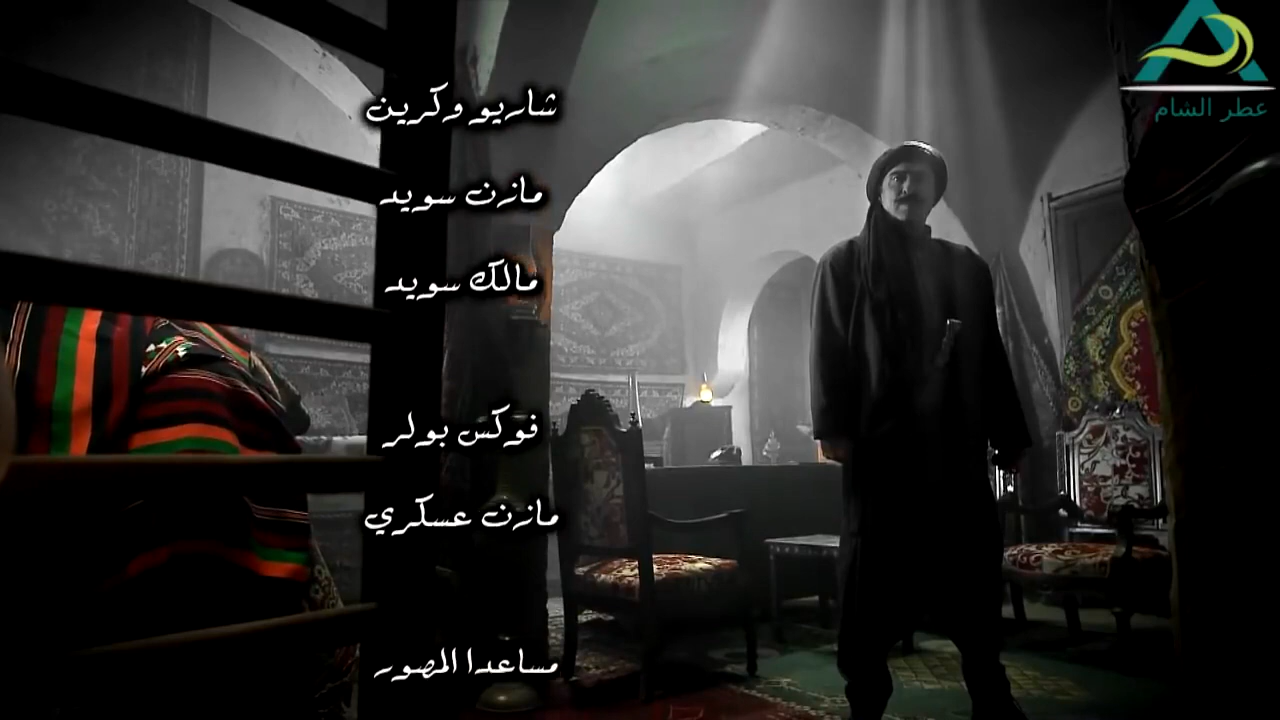 عطر الشام
شاريو وكرين
مازن سويد
مالك سويد
فوكس بولر
مازن عسكري
مساعدا المصور